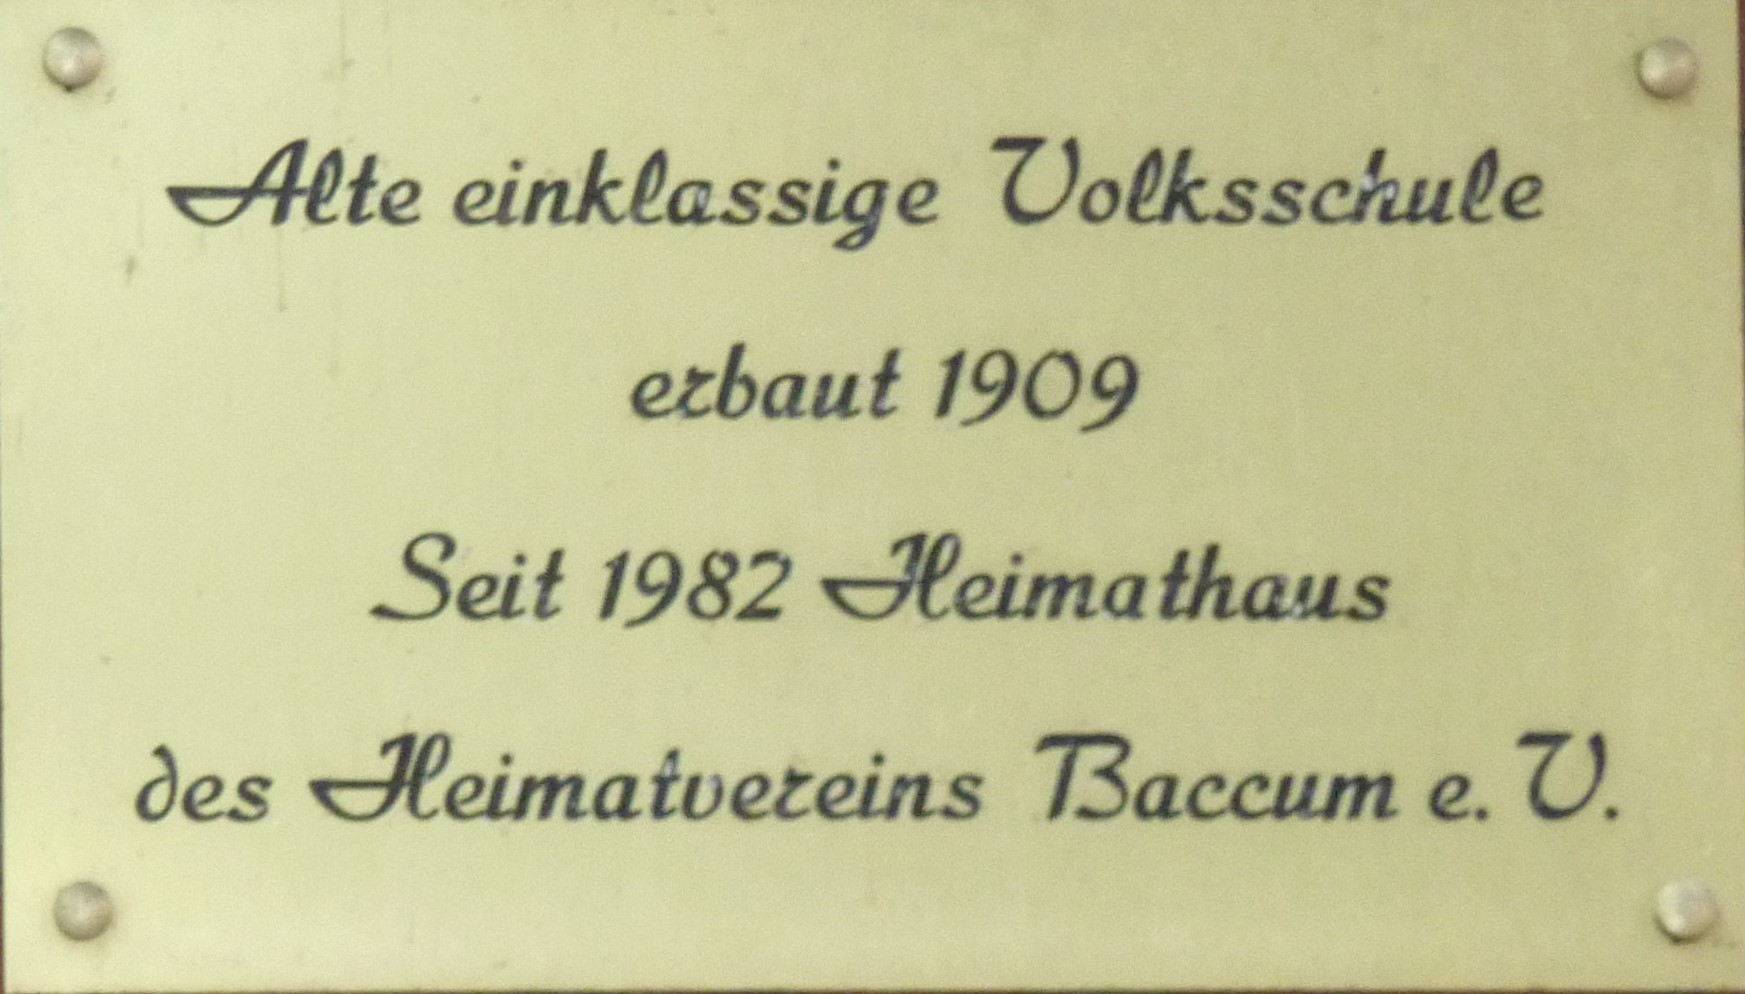 Alte einklassige Volksschule
erbaut 1909
Seit 1982 Heimathaus
des Heimatvereins Baccum e. V.